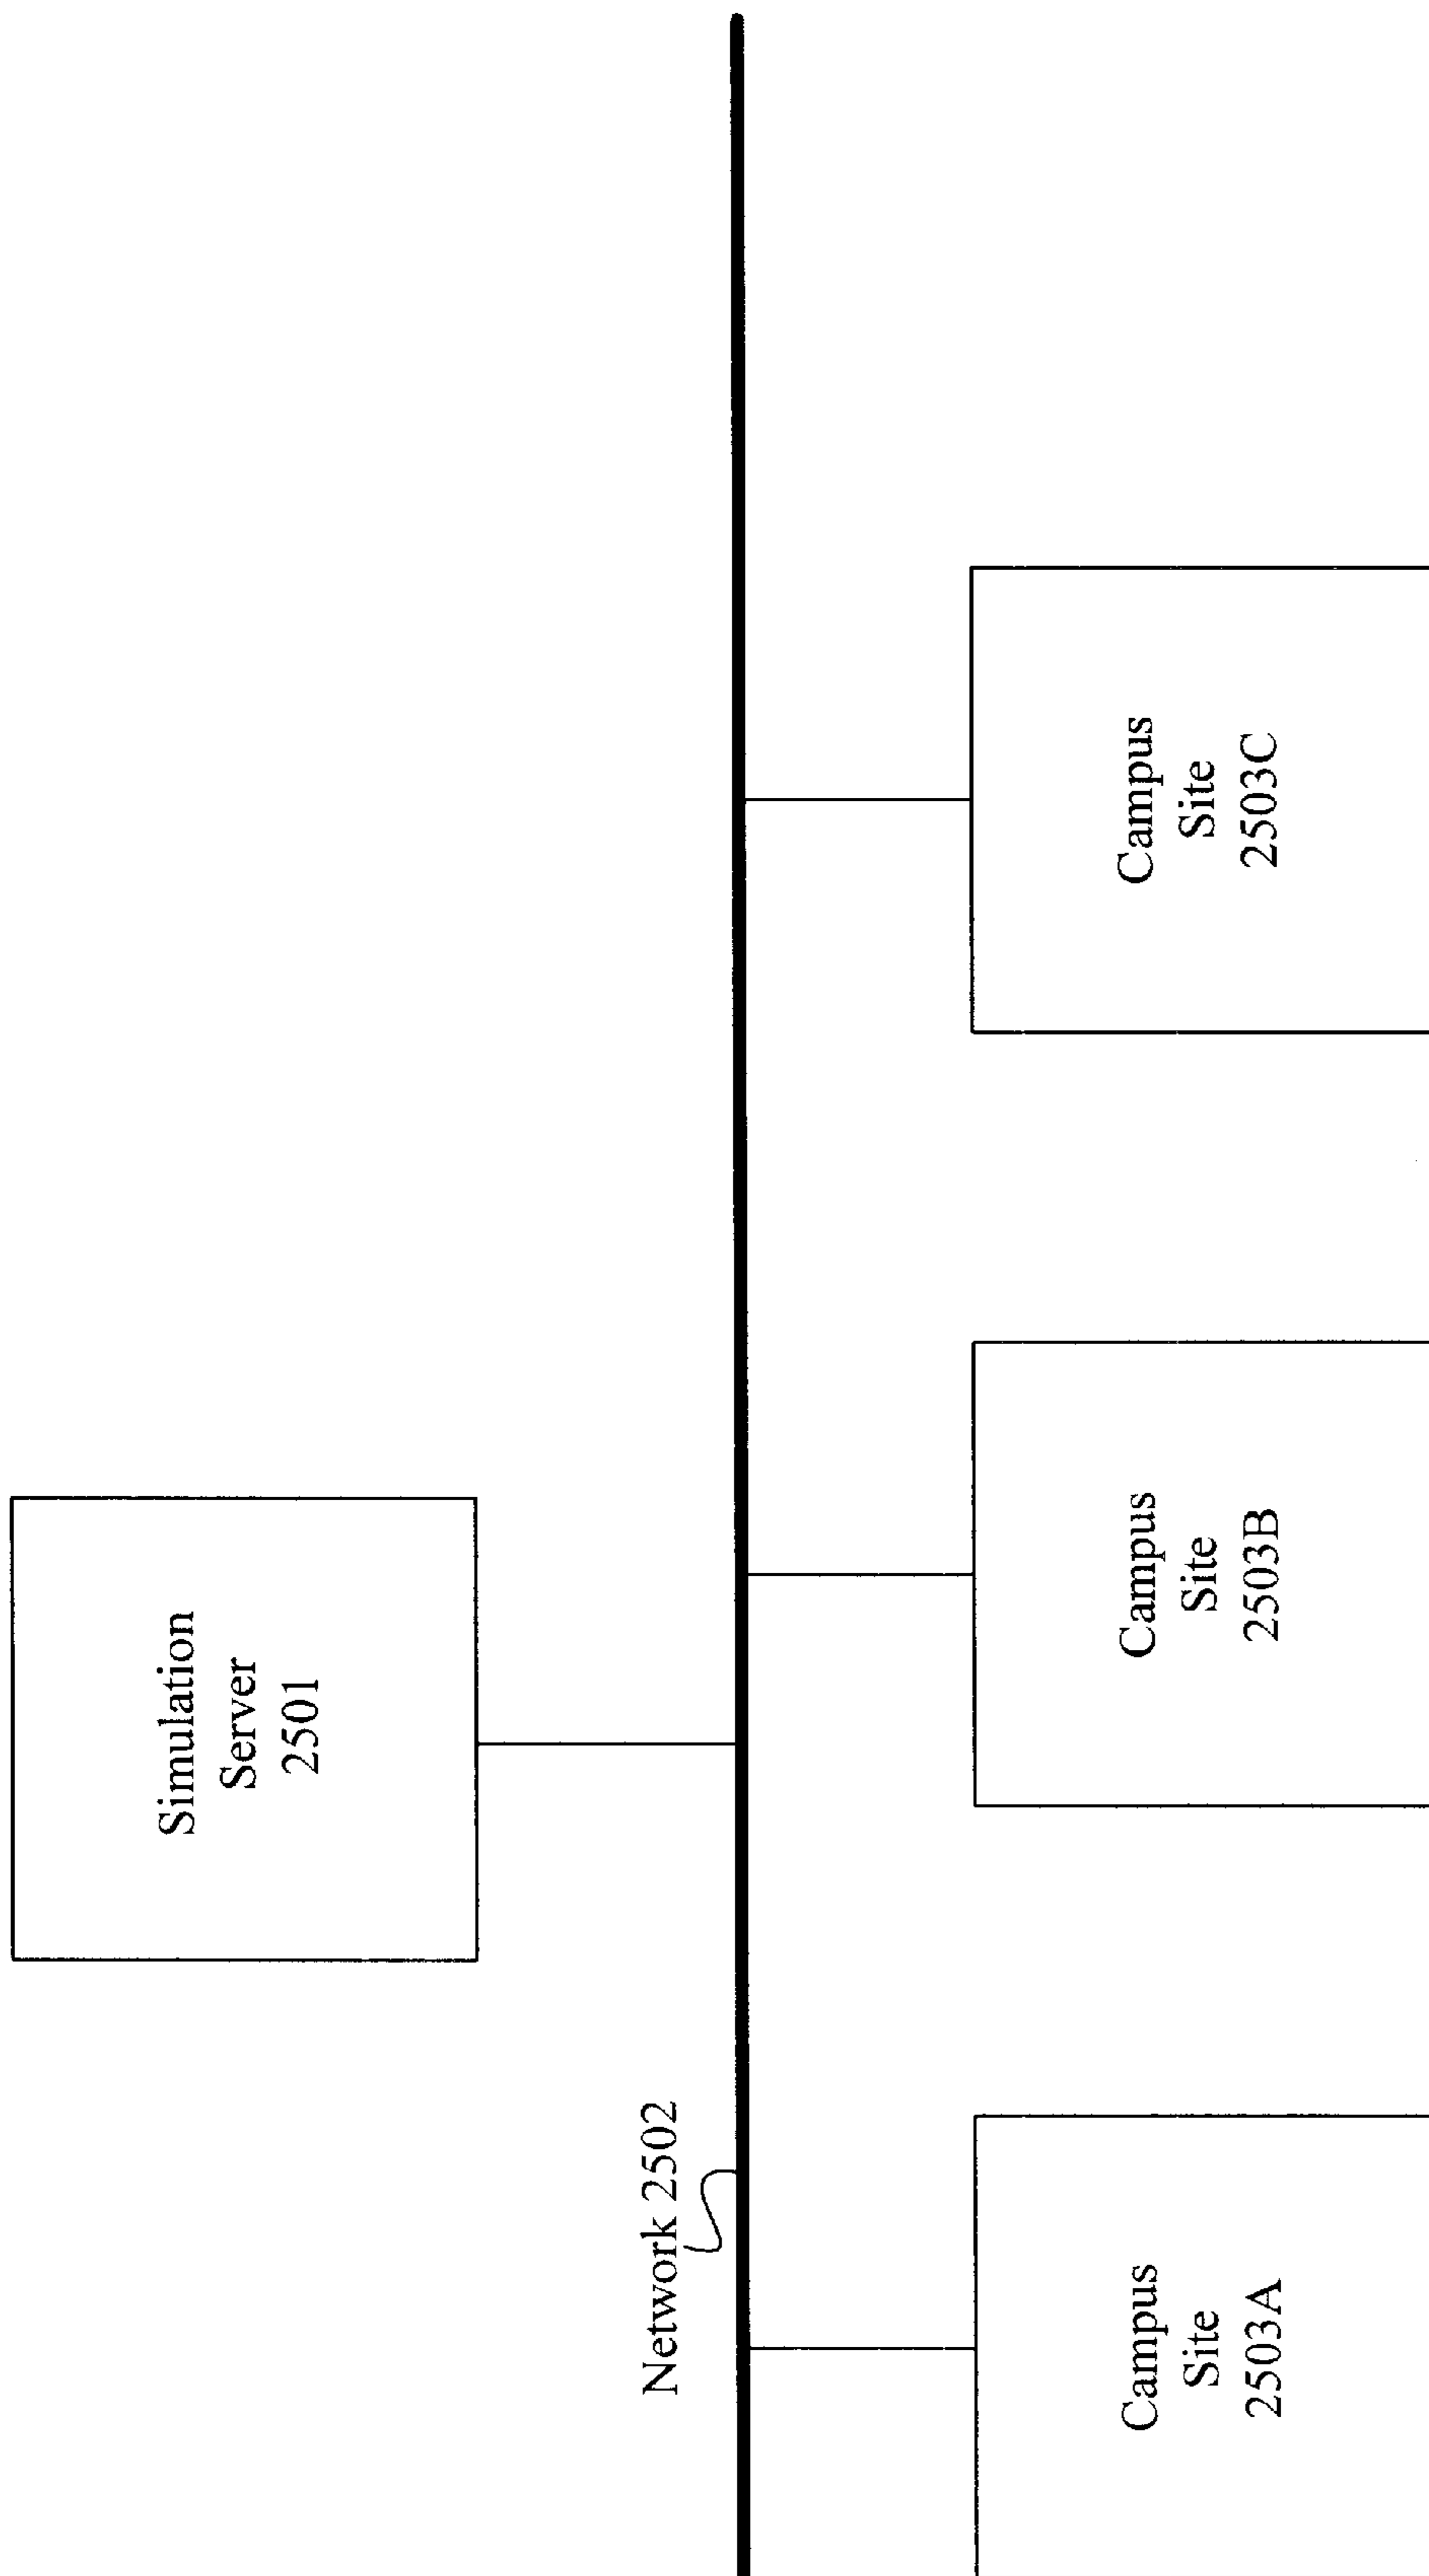 Simulation
Server
2501
Network 2502
Campus
Site
2503A
Campus
Site
2503B
Campus
Site
2503C